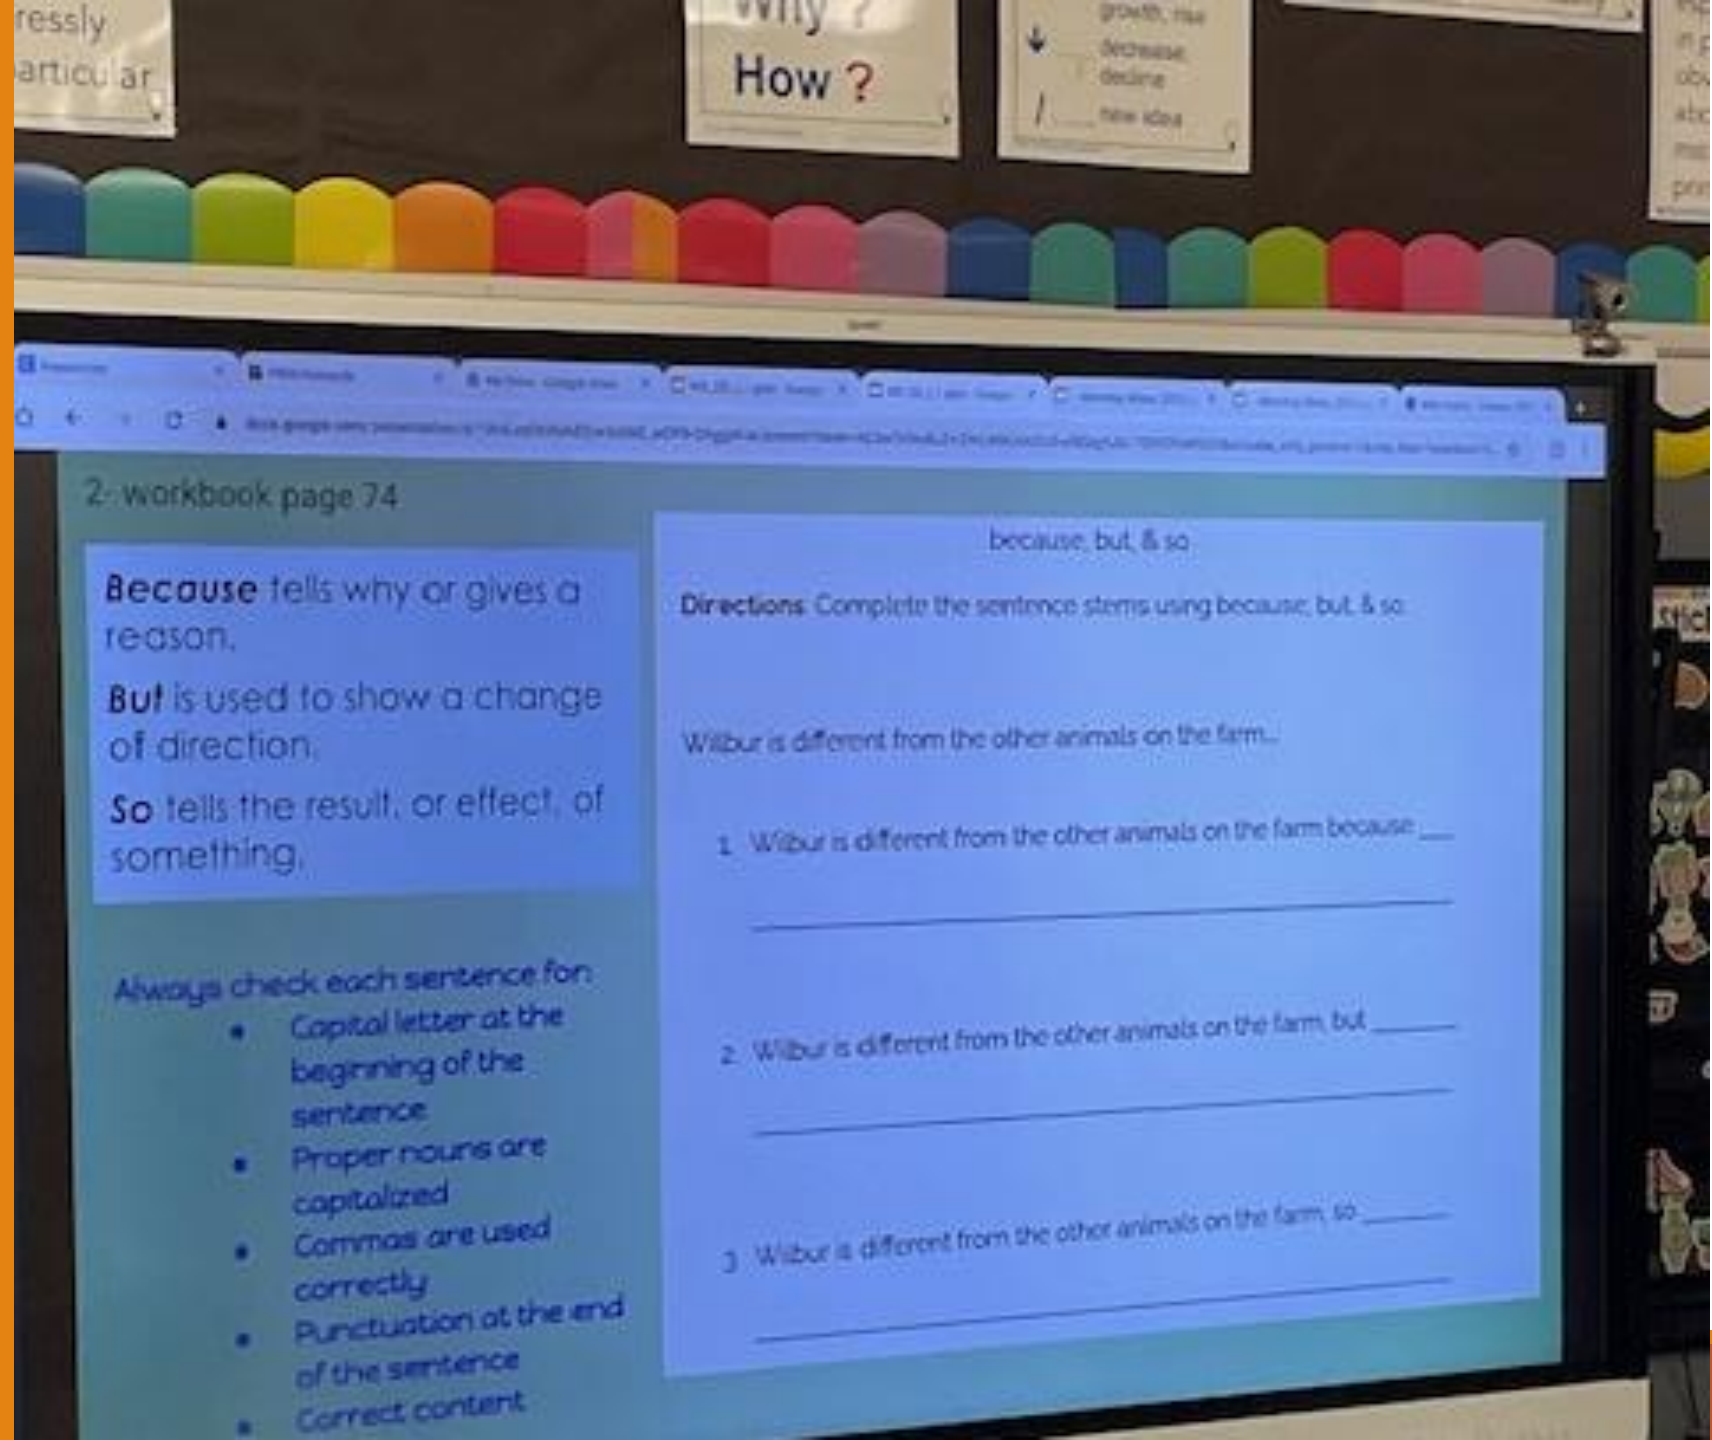 ressly
articular
Why ?
How ?
growth, rise
decrease,
decline
new idea
2- workbook page 74
Because tells why or gives a
reason.
But is used to show a change
of direction.
So tells the result, or effect, of
something.
Always check each sentence for:
• Capital letter at the
beginning of the
sentence
• Proper nouns are
capitalized
• Commas are used
correctly
• Punctuation at the end
of the sentence
• Correct content
because, but, & so
Directions: Complete the sentence stems using because, but, & so.
Wilbur is different from the other animals on the farm...
1. Wilbur is different from the other animals on the farm because ___
2. Wilbur is different from the other animals on the farm, but ___
3. Wilbur is different from the other animals on the farm, so ___